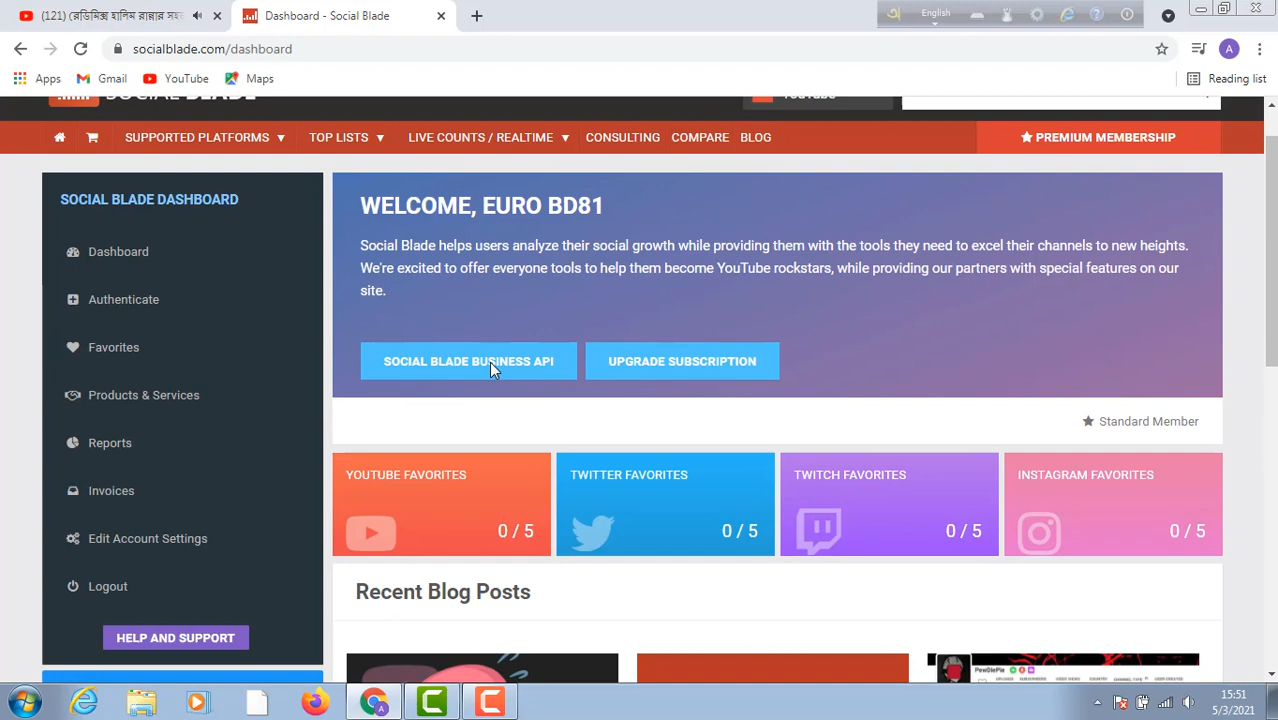 (121) রেডিমিক্স হালিম রান্নার সহজ
Dashboard - Social Blade
English
socialblade.com/dashboard
A
Apps
Gmail
YouTube
Maps
Reading list
SOCIAL BLADE
YouTube
SUPPORTED PLATFORMS
TOP LISTS
LIVE COUNTS / REALTIME
CONSULTING
COMPARE
BLOG
PREMIUM MEMBERSHIP
SOCIAL BLADE DASHBOARD
Dashboard
Authenticate
Favorites
Products & Services
Reports
Invoices
Edit Account Settings
Logout
HELP AND SUPPORT
WELCOME, EURO BD81
Social Blade helps users analyze their social growth while providing them with the tools they need to excel their channels to new heights.
We're excited to offer everyone tools to help them become YouTube rockstars, while providing our partners with special features on our
site.
SOCIAL BLADE BUSINESS API
UPGRADE SUBSCRIPTION
Standard Member
YOUTUBE FAVORITES
0 / 5
TWITTER FAVORITES
0 / 5
TWITCH FAVORITES
0 / 5
INSTAGRAM FAVORITES
0 / 5
Recent Blog Posts
PewDiePie
15:51
5/3/2021